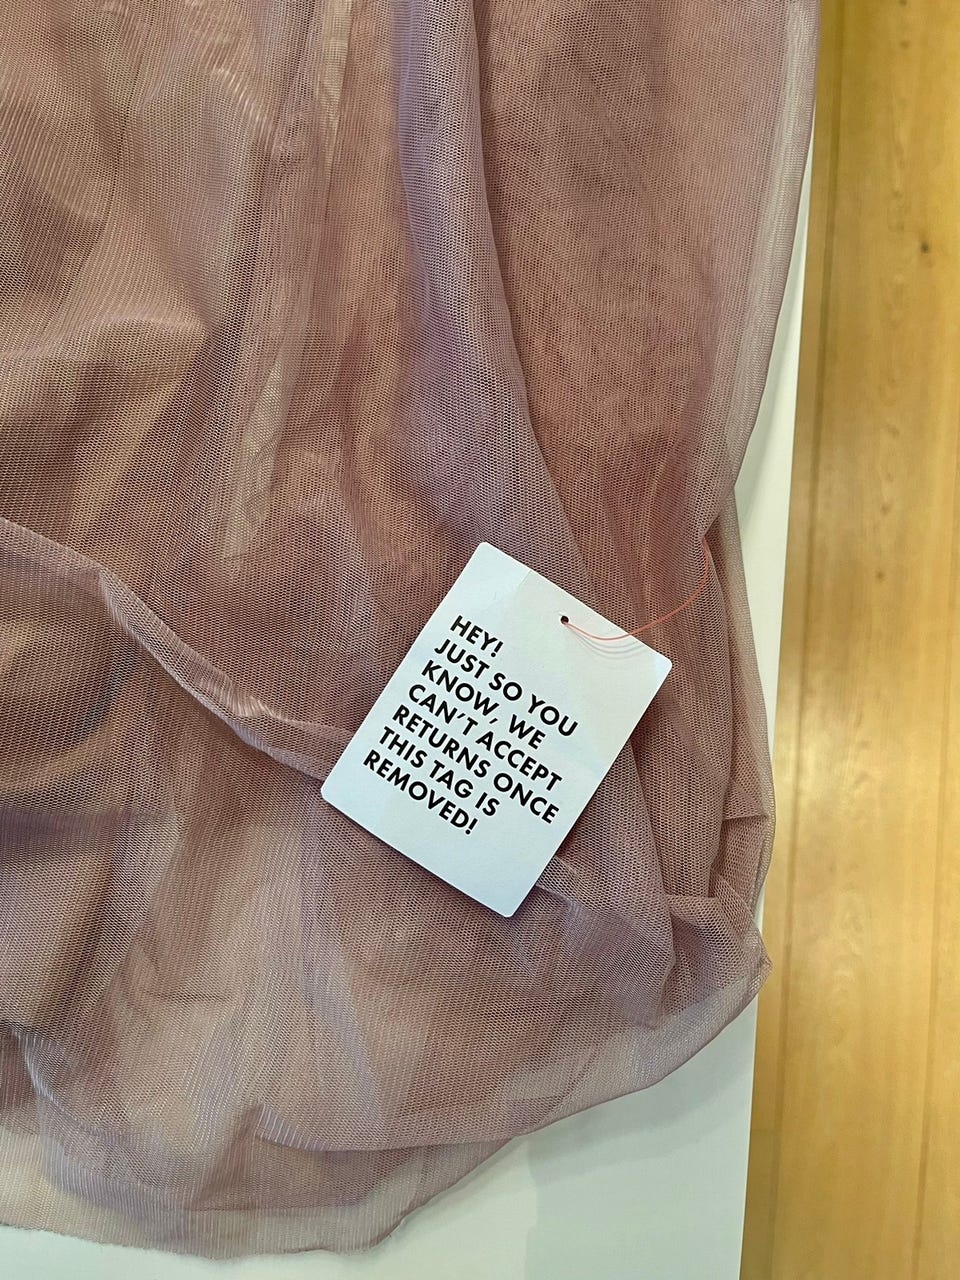 HEY!
JUST SO YOU
KNOW, WE
CAN'T ACCEPT
RETURNS ONCE
THIS TAG IS
REMOVED!